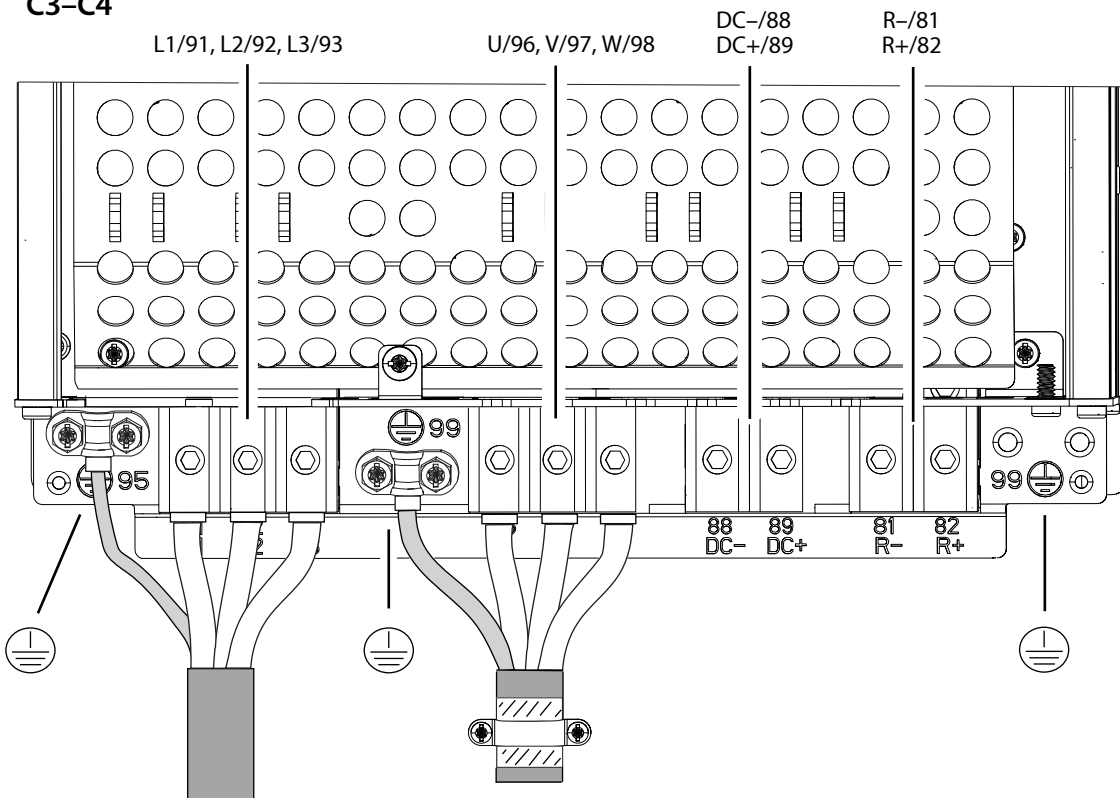 C3–C4
DC–/88
DC+/89
R–/81
R+/82
L1/91, L2/92, L3/93
U/96, V/97, W/98
99
95
99
88
DC-
89
DC+
81
R-
82
R+